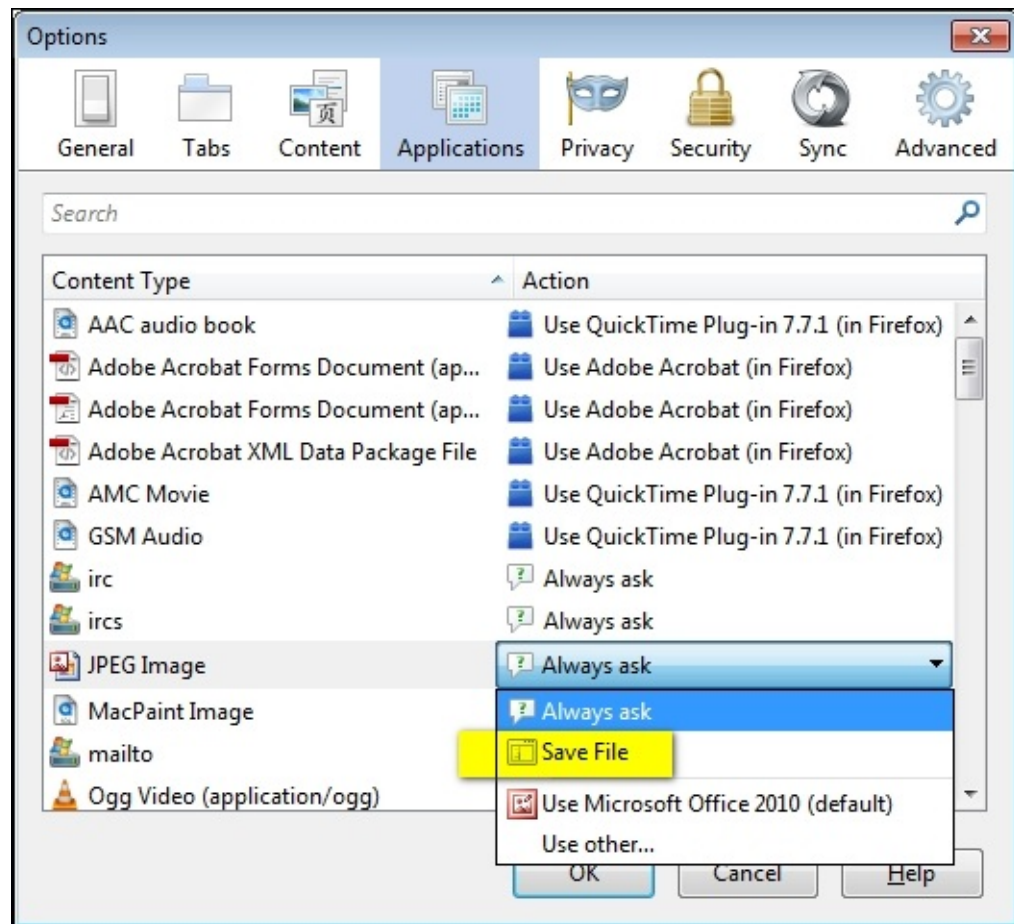 Options
General Tabs Content Applications Privacy Security Sync Advanced
页
Search
Content Type Action
AAC audio book Use QuickTime Plug-in 7.7.1 (in Firefox)
Adobe Acrobat Forms Document (ap... Use Adobe Acrobat (in Firefox)
Adobe Acrobat Forms Document (ap... Use Adobe Acrobat (in Firefox)
Adobe Acrobat XML Data Package File Use Adobe Acrobat (in Firefox)
AMC Movie Use QuickTime Plug-in 7.7.1 (in Firefox)
GSM Audio Use QuickTime Plug-in 7.7.1 (in Firefox)
irc Always ask
ircs Always ask
JPEG Image Always ask
MacPaint Image Always ask
mailto Save File
Ogg Video (application/ogg) Use Microsoft Office 2010 (default)
Use other...
OK Cancel Help